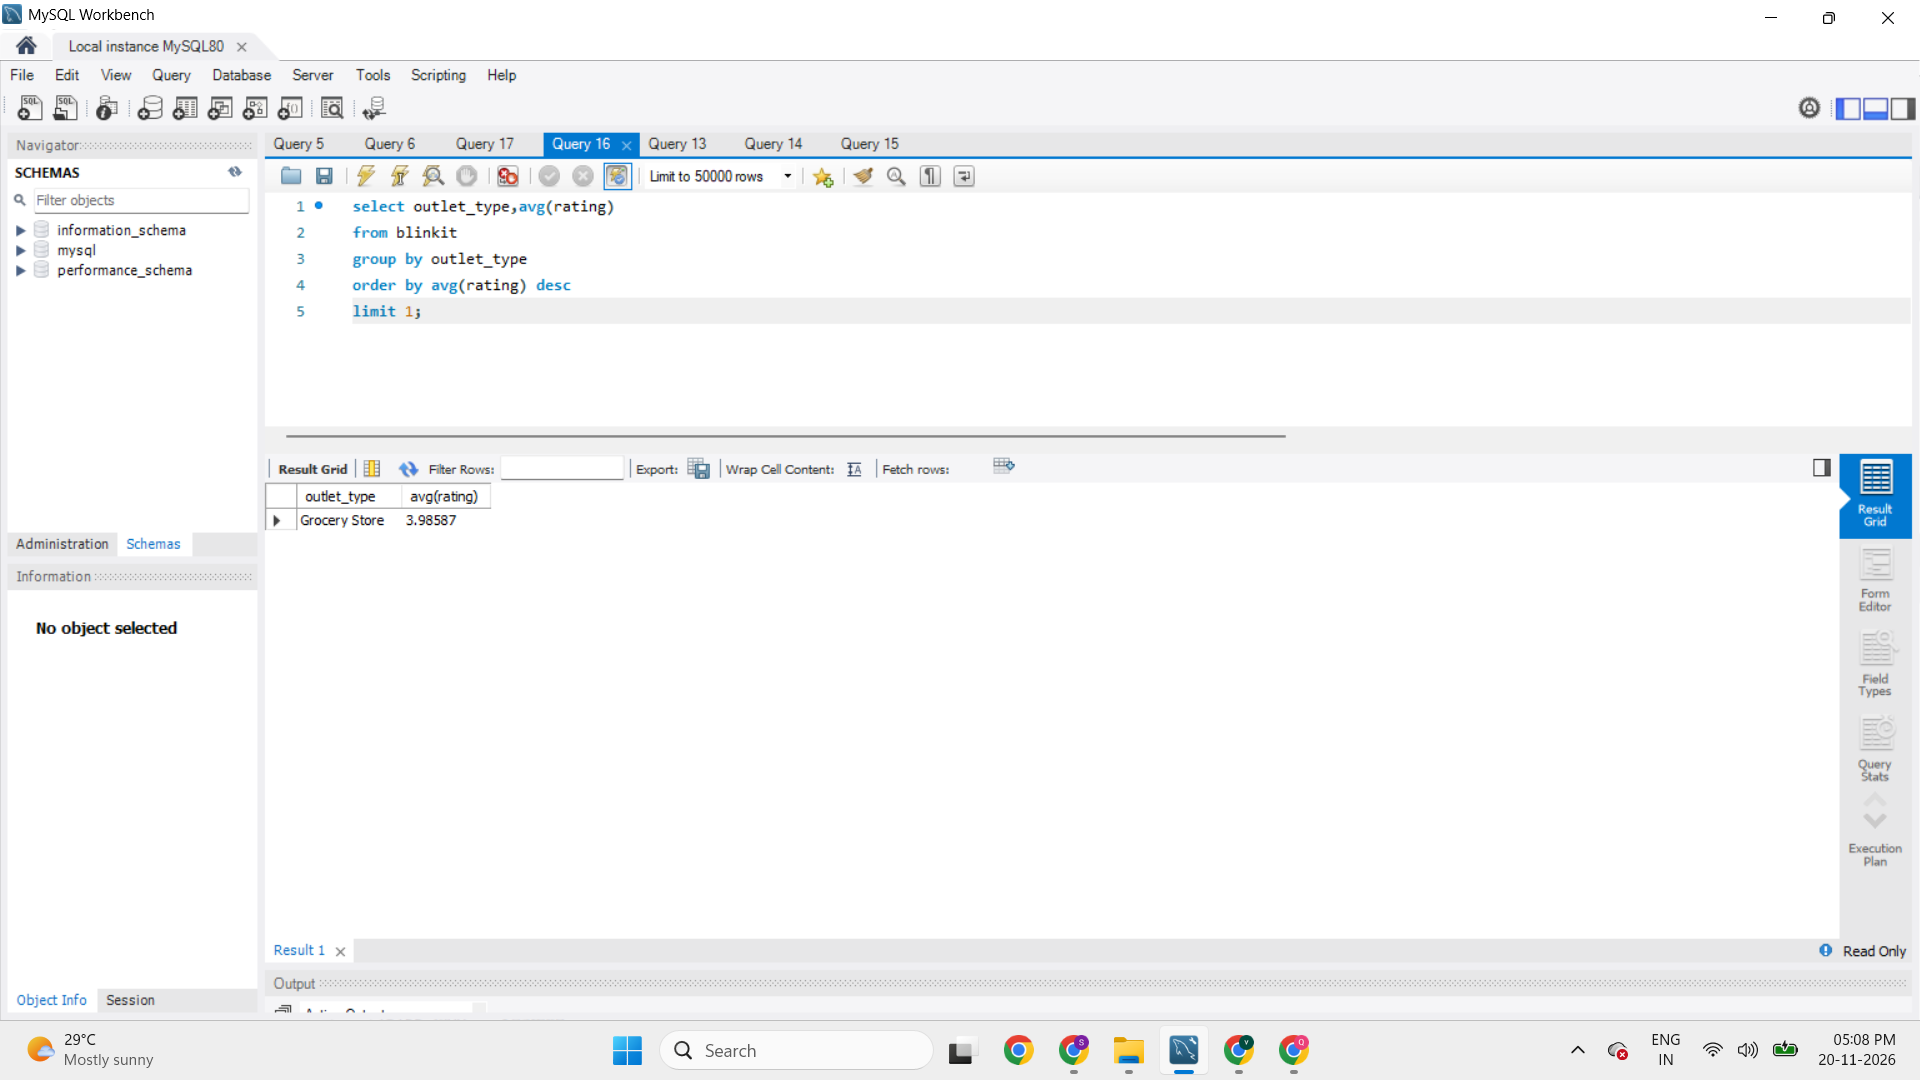 MySQL Workbench
Local instance MySQL80
File Edit View Query Database Server Tools Scripting Help
Navigator
SCHEMAS
Filter objects
information_schema
mysql
performance_schema
Administration Schemas
Information
No object selected
Object Info Session
Query 5 Query 6 Query 17 Query 16 Query 13 Query 14 Query 15
Limit to 50000 rows
1 select outlet_type,avg(rating)
2 from blinkit
3 group by outlet_type
4 order by avg(rating) desc
5 limit 1;
Result Grid Filter Rows: Export: Wrap Cell Content: Fetch rows:
outlet_type avg(rating)
Grocery Store 3.98587
Result
Grid
Form
Editor
Field
Types
Query
Stats
Execution
Plan
Result 1
Read Only
Output
29°C
Mostly sunny
Search
ENG
IN
05:08 PM
20-11-2026